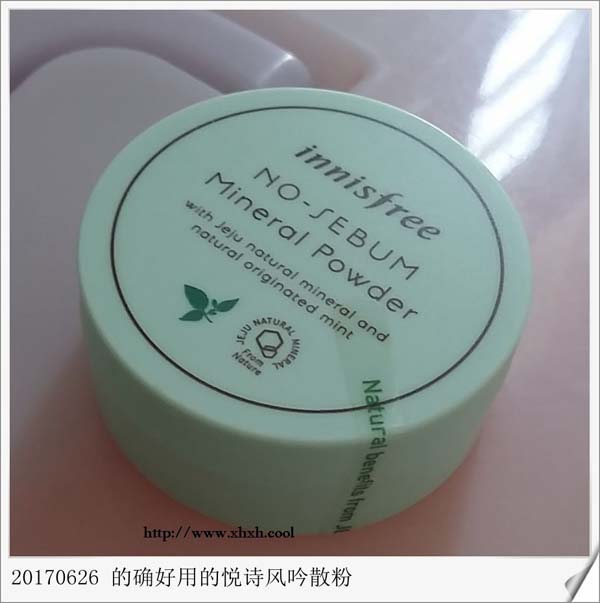 innisfree
NO-SEBUM
Mineral Powder
with Jeju natural mineral and
natural originated mint
JEJU NATURAL MINERAL
From
Nature
Natural benefits from
http://www.xhxh.cool
20170626 的确好用的悦诗风吟散粉